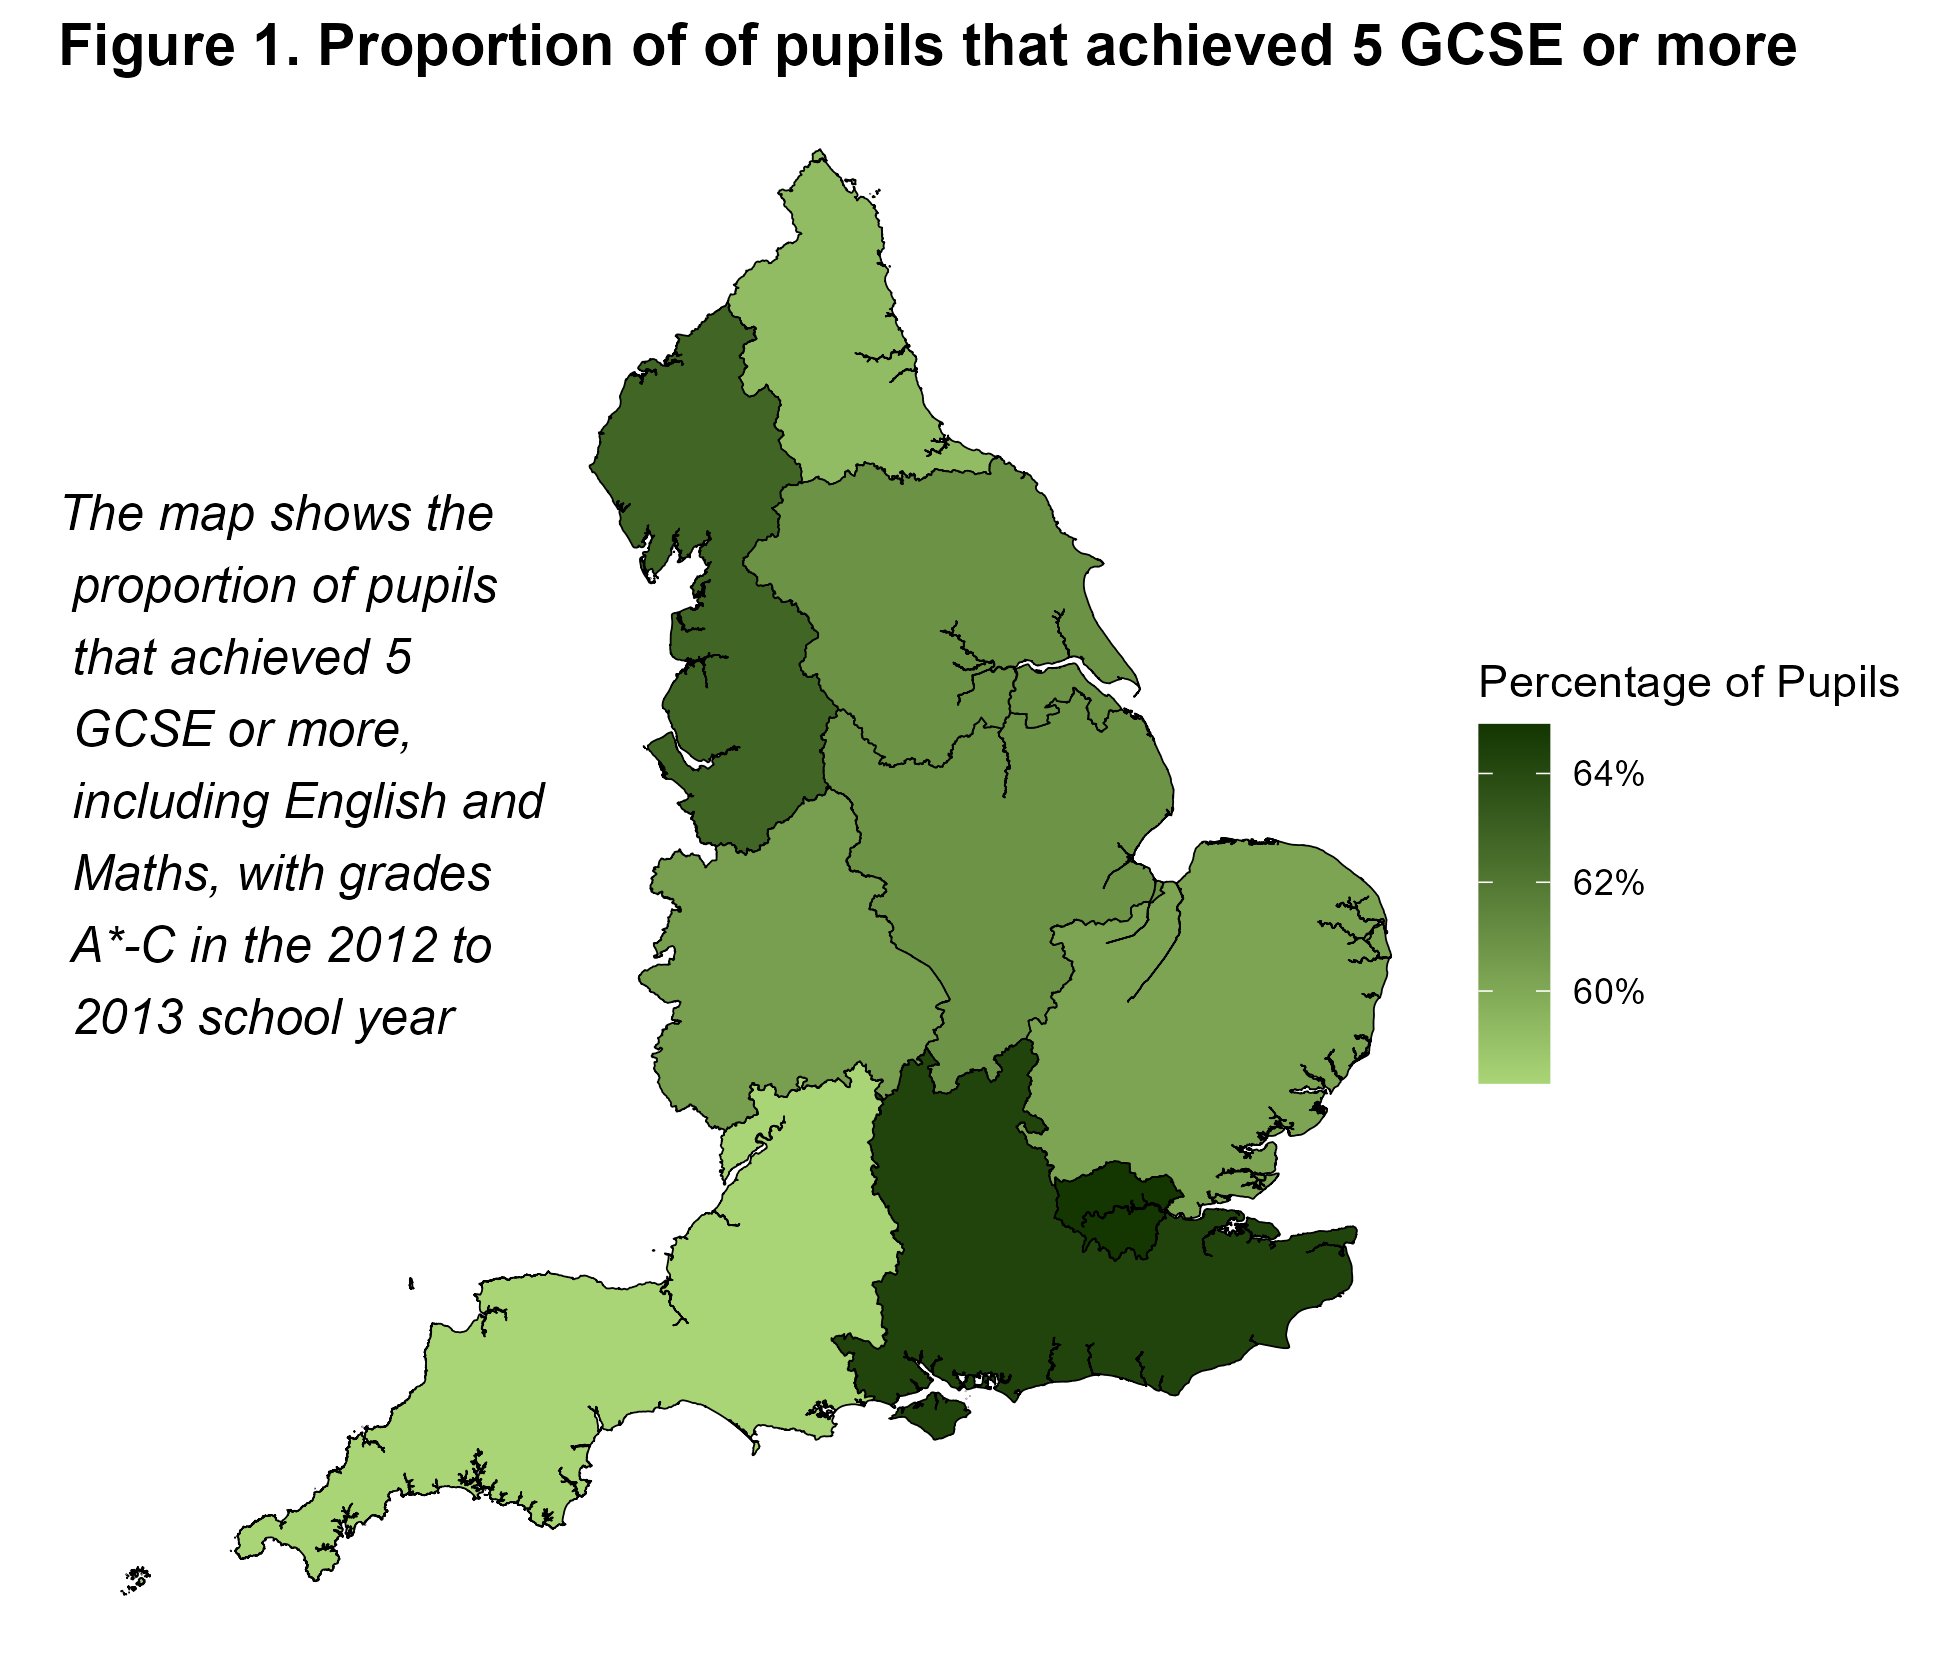 Figure 1. Proportion of of pupils that achieved 5 GCSE or more
The map shows the
proportion of pupils
that achieved 5
GCSE or more,
including English and
Maths, with grades
A*-C in the 2012 to
2013 school year
Percentage of Pupils
64%
62%
60%